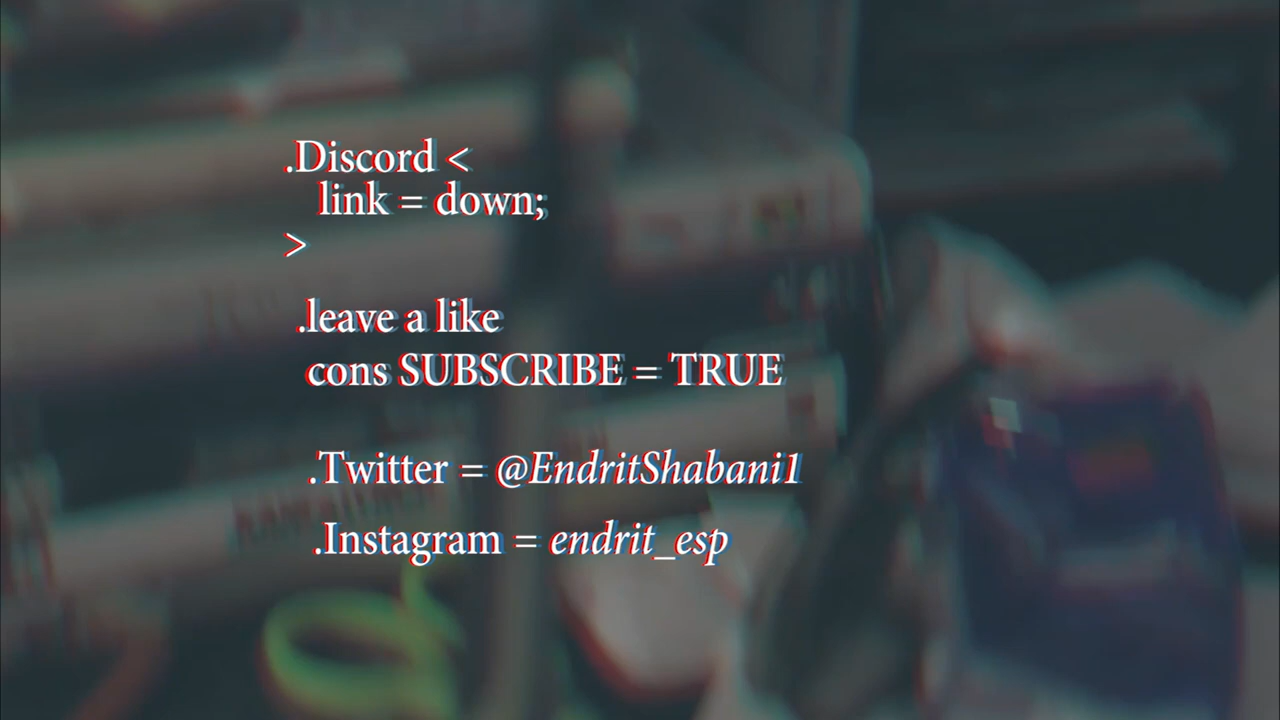 .Discord <
link = down;
>
.leave a like
cons SUBSCRIBE = TRUE
.Twitter = @EndritShabani1
.Instagram = endrit_esp